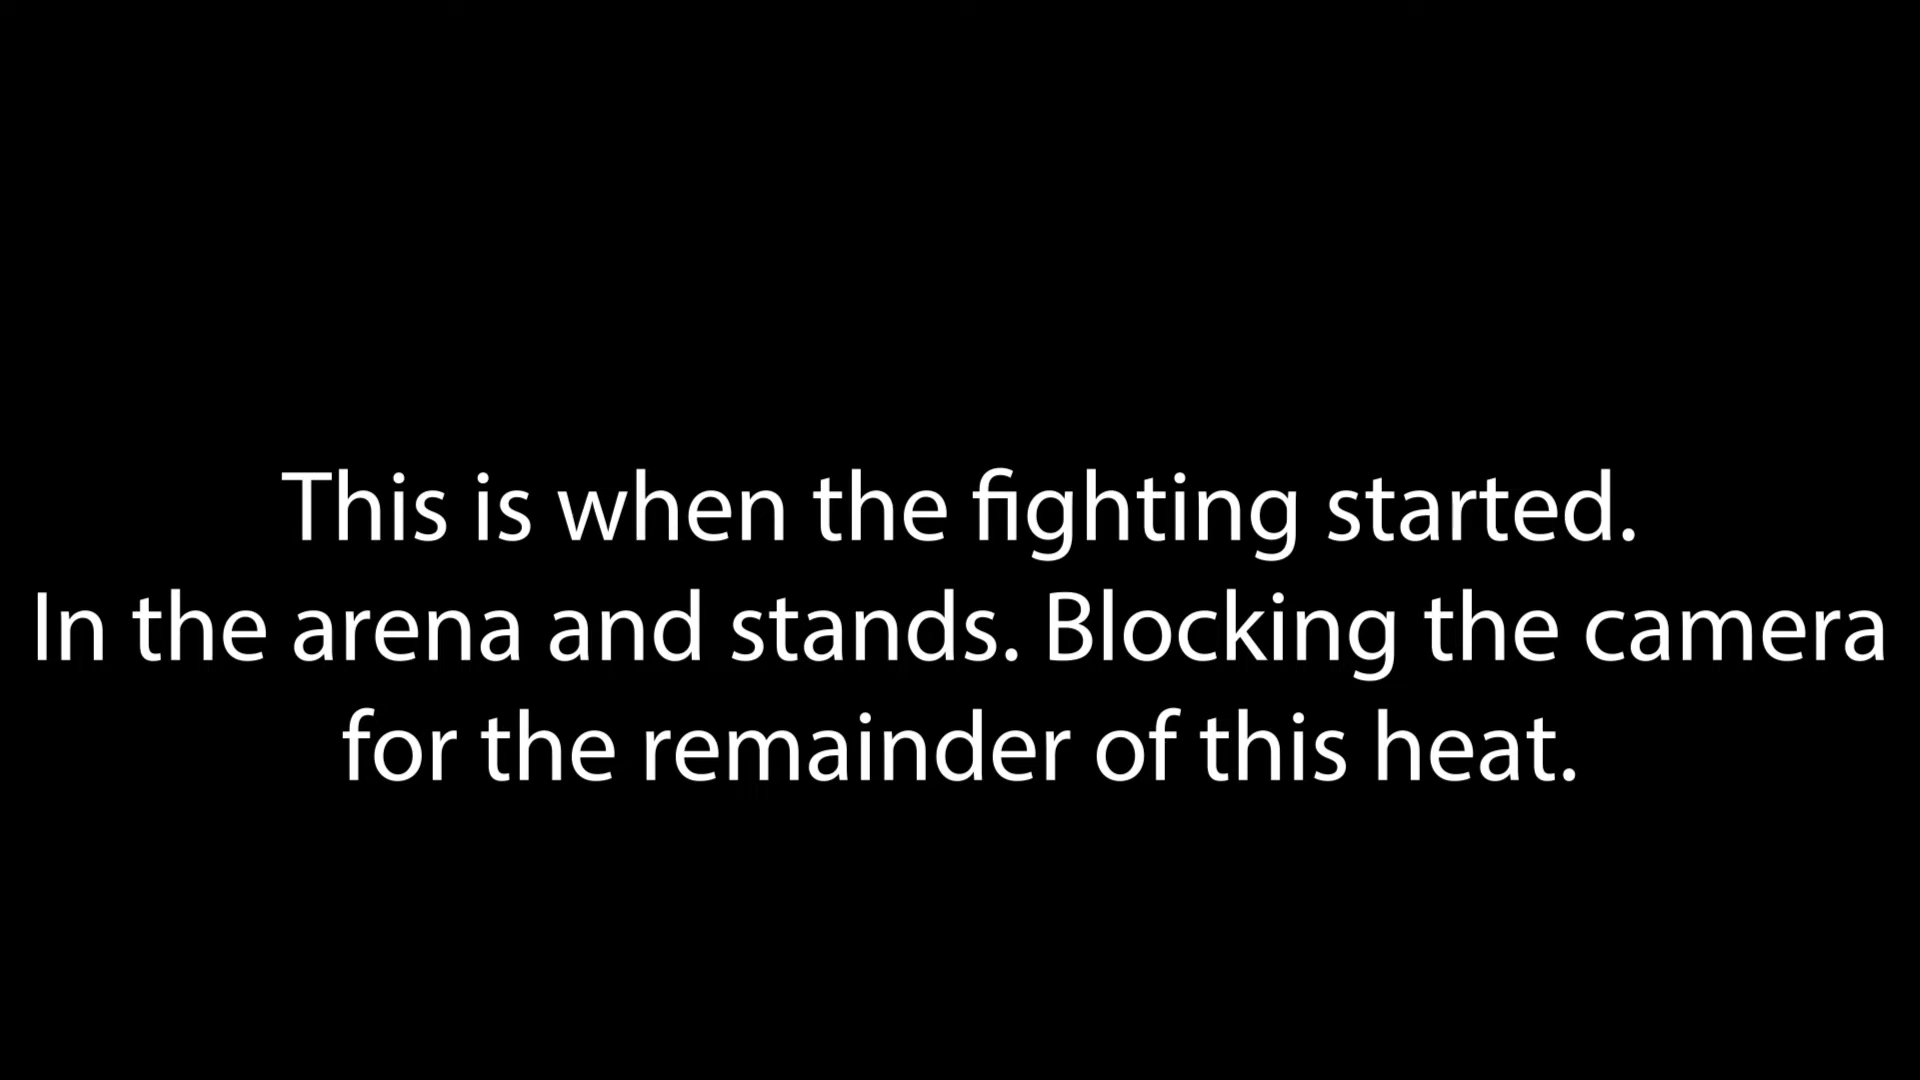 This is when the fighting started.
In the arena and stands. Blocking the camera
for the remainder of this heat.